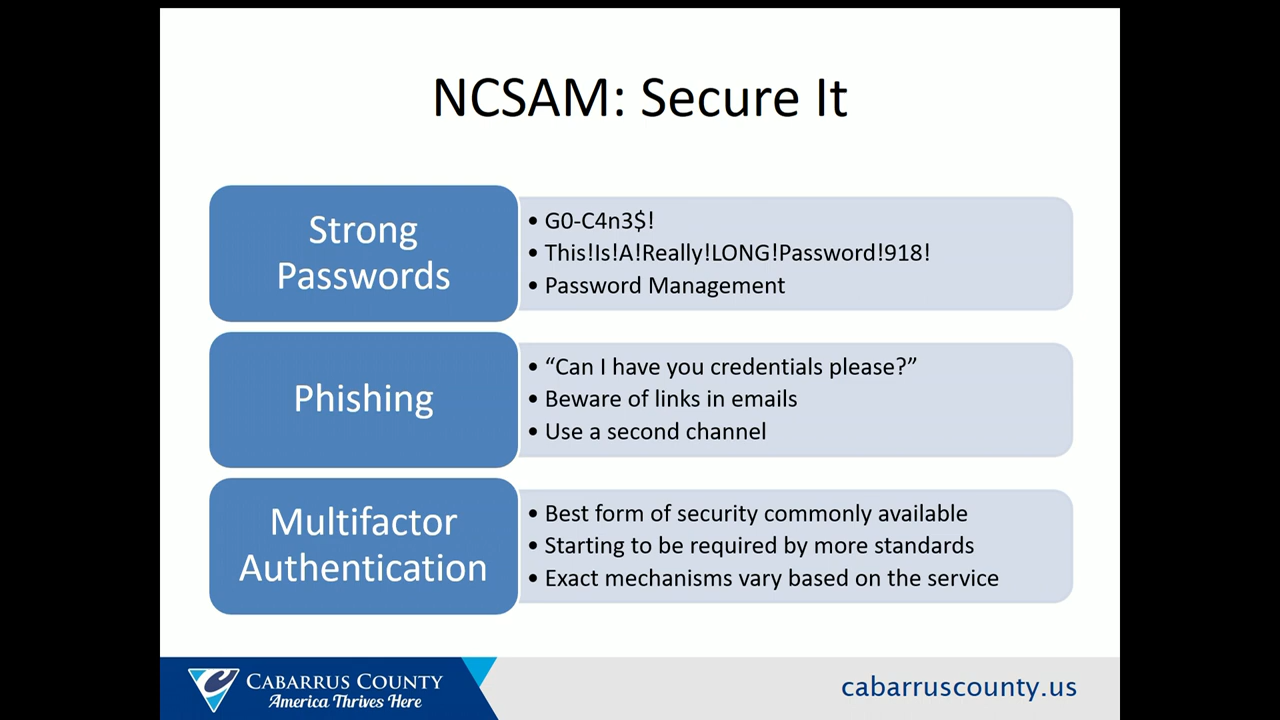 NCSAM: Secure It
Strong
Passwords
• G0-C4n3$!
• This!Is!A!Really!LONG!Password!918!
• Password Management
Phishing
• “Can I have you credentials please?”
• Beware of links in emails
• Use a second channel
Multifactor
Authentication
• Best form of security commonly available
• Starting to be required by more standards
• Exact mechanisms vary based on the service
CABARRUS COUNTY
America Thrives Here
cabarruscounty.us